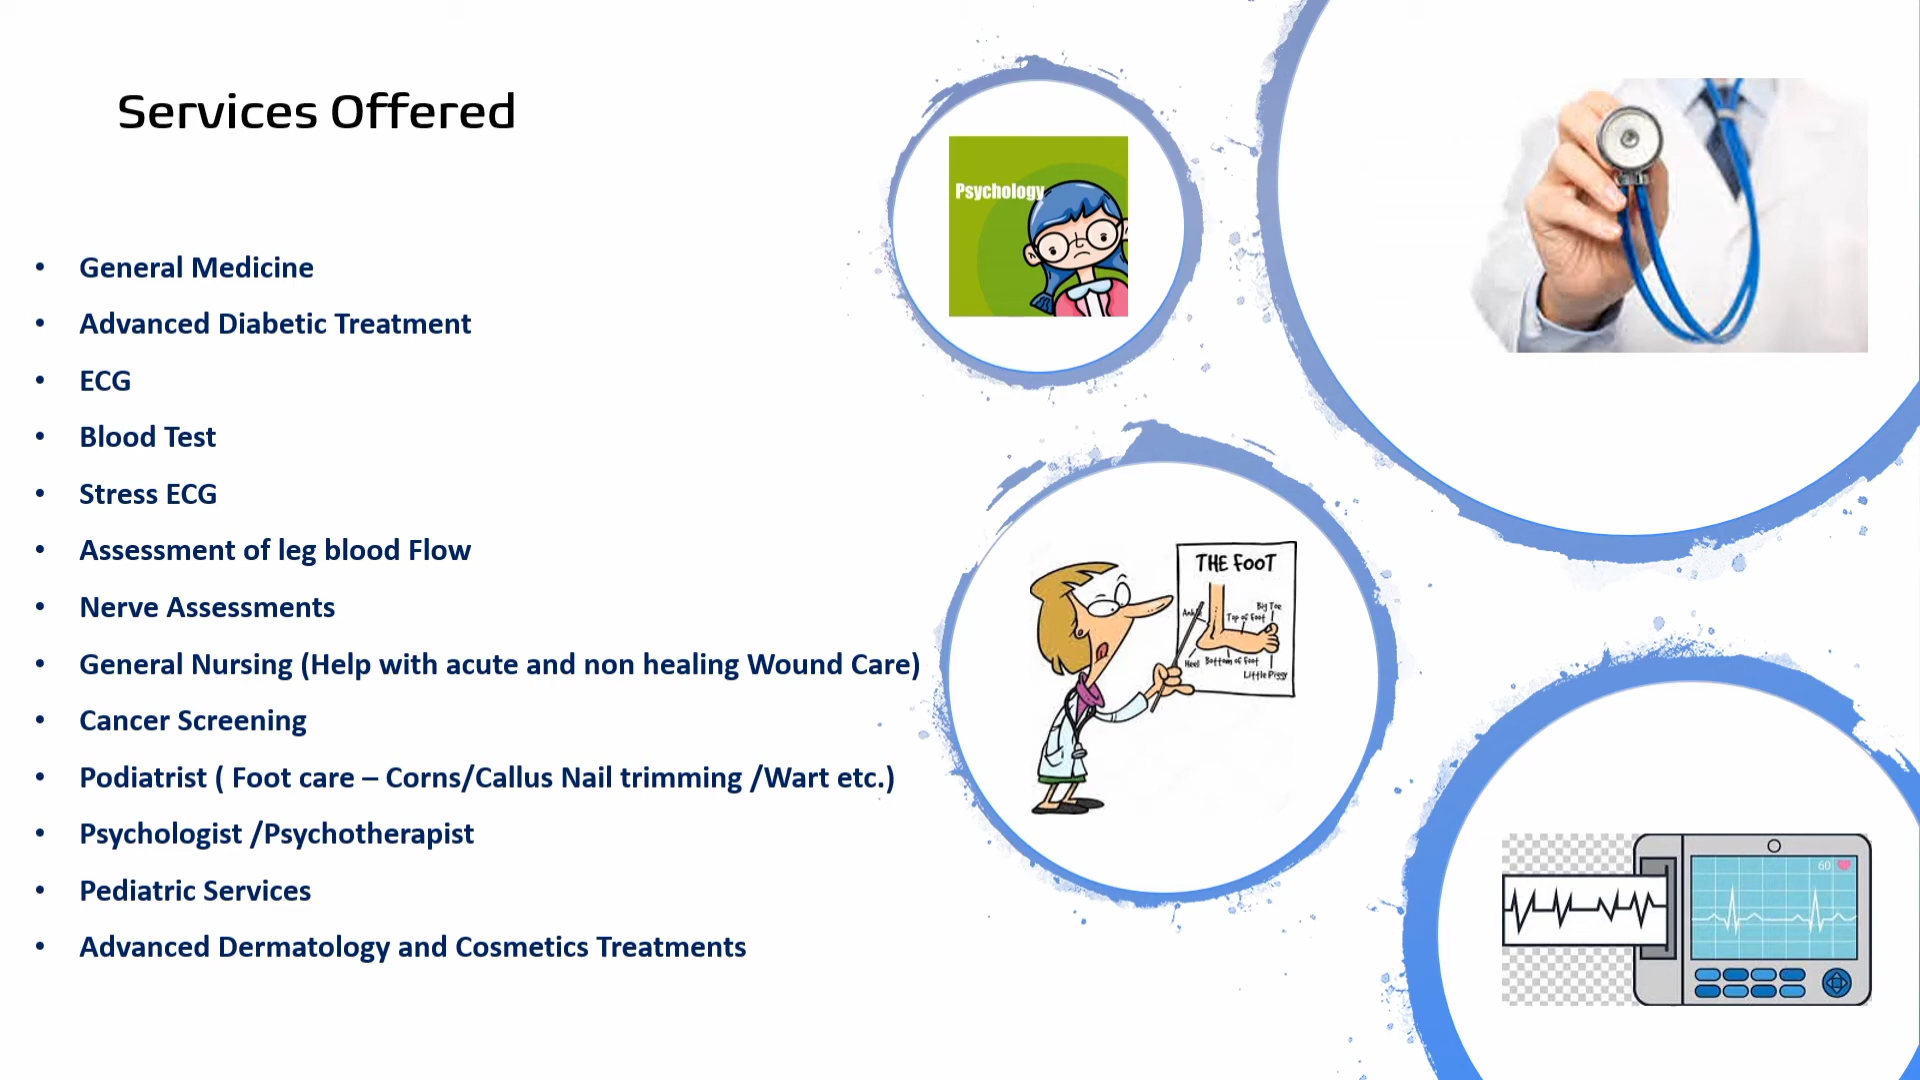 Services Offered
• General Medicine
• Advanced Diabetic Treatment
• ECG
• Blood Test
• Stress ECG
• Assessment of leg blood Flow
• Nerve Assessments
• General Nursing (Help with acute and non healing Wound Care)
• Cancer Screening
• Podiatrist ( Foot care – Corns/Callus Nail trimming /Wart etc.)
• Psychologist /Psychotherapist
• Pediatric Services
• Advanced Dermatology and Cosmetics Treatments
Psychology
THE FOOT
Big Toe
Ankle
Top of Foot
Heel
Bottom of Foot
Little Piggy
60